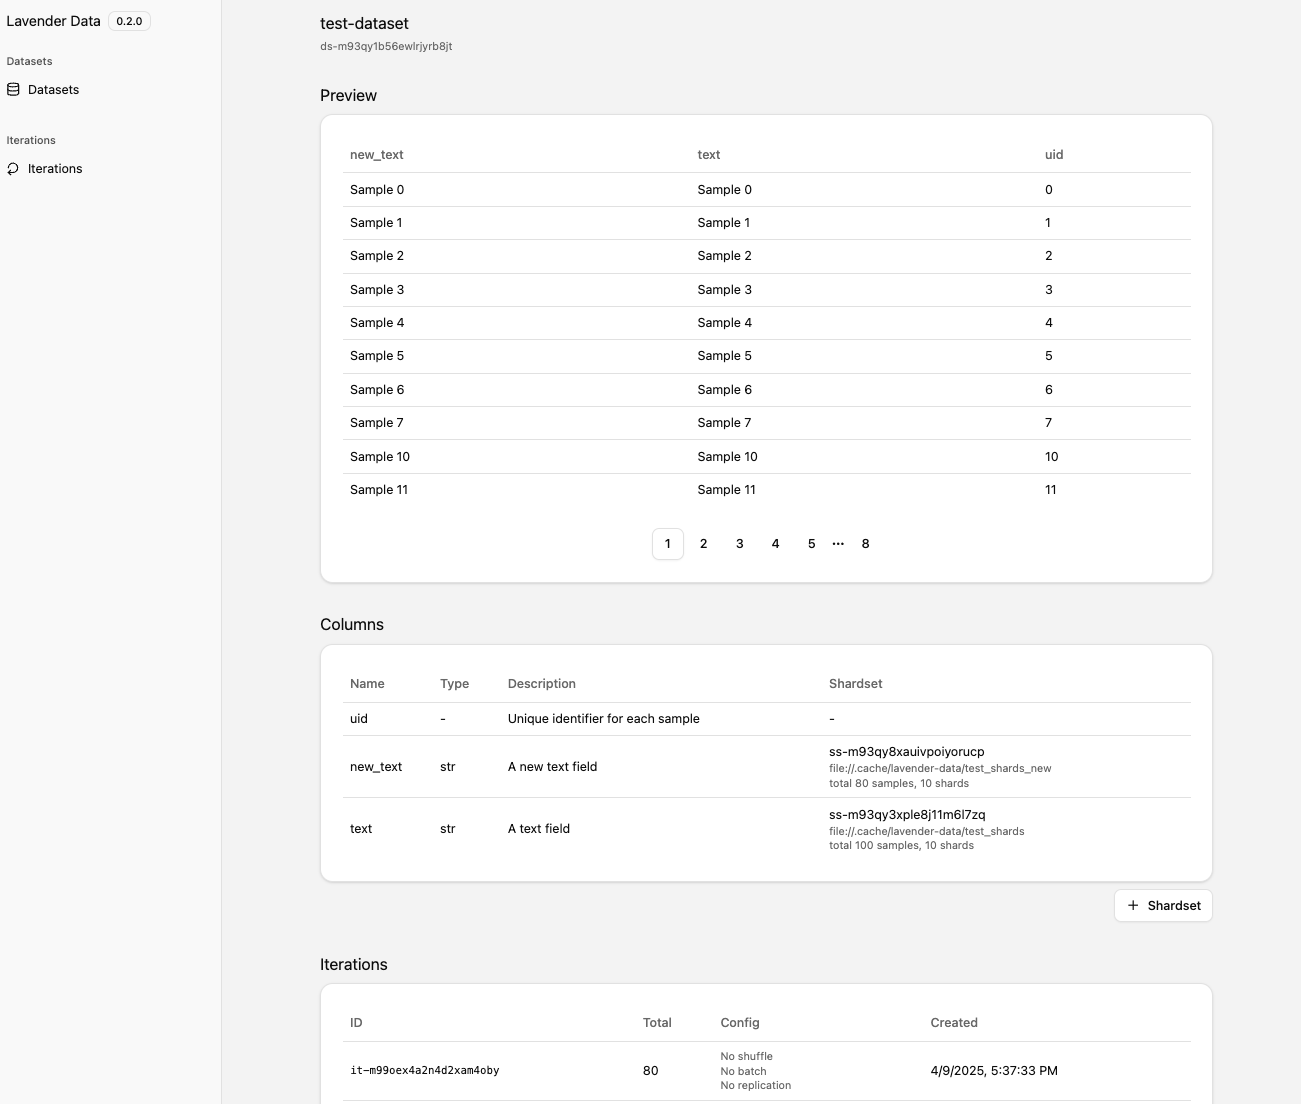 Lavender Data 0.2.0
Datasets
Datasets
Iterations
Iterations
test-dataset
ds-m93qy1b56ewlrjyrb8jt
Preview
new_text text uid
Sample 0 Sample 0 0
Sample 1 Sample 1 1
Sample 2 Sample 2 2
Sample 3 Sample 3 3
Sample 4 Sample 4 4
Sample 5 Sample 5 5
Sample 6 Sample 6 6
Sample 7 Sample 7 7
Sample 10 Sample 10 10
Sample 11 Sample 11 11
1 2 3 4 5 ··· 8
Columns
Name Type Description Shardset
uid - Unique identifier for each sample -
new_text str A new text field ss-m93qy8xauivpoiyorucp
file://.cache/lavender-data/test_shards_new
total 80 samples, 10 shards
text str A text field ss-m93qy3xple8j11m6l7zq
file://.cache/lavender-data/test_shards
total 100 samples, 10 shards
+ Shardset
Iterations
ID Total Config Created
it-m99oex4a2n4d2xam4oby 80 No shuffle 4/9/2025, 5:37:33 PM
No batch
No replication